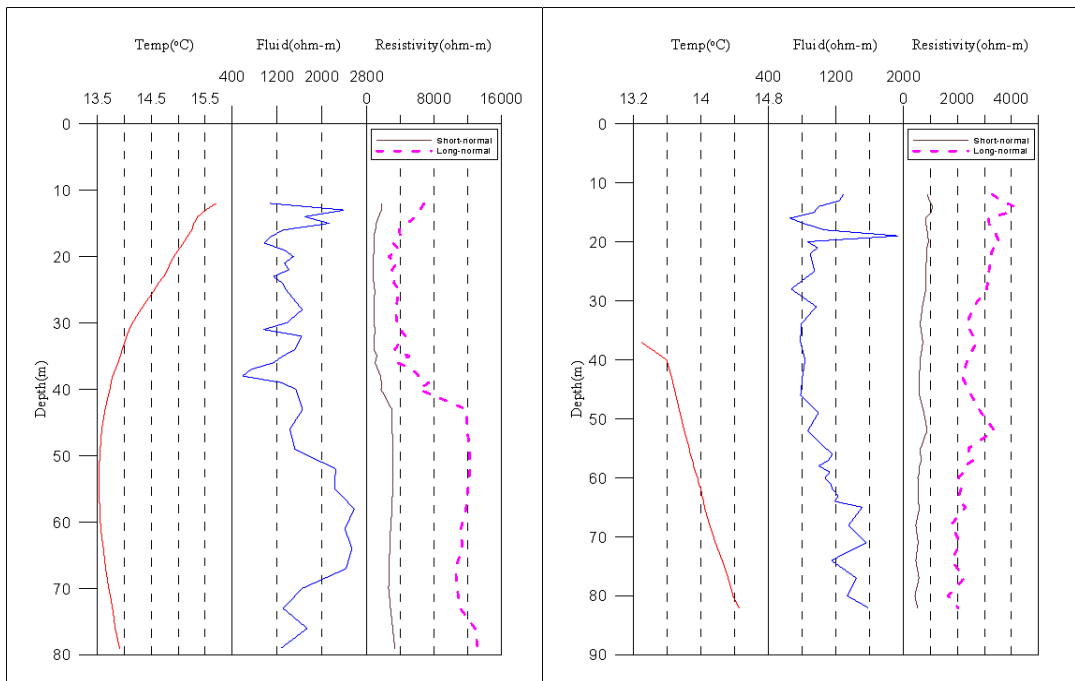 Temp(ºC) Fluid(ohm-m) Resistivity(ohm-m)
400 1200 2000 2800
13.5 14.5 15.5 0 8000 16000
Short-normal
Long-normal
0
10
20
30
40
50
60
70
80
Depth(m)
Temp(ºC) Fluid(ohm-m) Resistivity(ohm-m)
400 1200 2000
13.2 14 14.8 0 2000 4000
Short-normal
Long-normal
0
10
20
30
40
50
60
70
80
90
Depth(m)